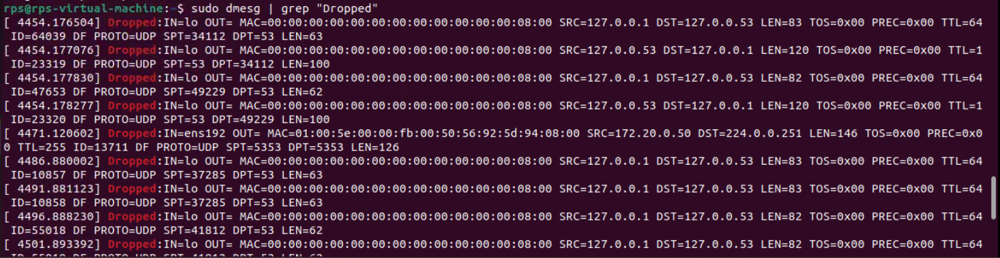 rps@rps-virtual-machine:~$ sudo dmesg | grep "Dropped"
[ 4454.176504] Dropped:IN=lo OUT= MAC=00:00:00:00:00:00:00:00:00:00:00:00:08:00 SRC=127.0.0.1 DST=127.0.0.53 LEN=83 TOS=0x00 PREC=0x00 TTL=64
ID=64039 DF PROTO=UDP SPT=34112 DPT=53 LEN=63
[ 4454.177076] Dropped:IN=lo OUT= MAC=00:00:00:00:00:00:00:00:00:00:00:00:08:00 SRC=127.0.0.53 DST=127.0.0.1 LEN=120 TOS=0x00 PREC=0x00 TTL=1
ID=23319 DF PROTO=UDP SPT=53 DPT=34112 LEN=100
[ 4454.177830] Dropped:IN=lo OUT= MAC=00:00:00:00:00:00:00:00:00:00:00:00:08:00 SRC=127.0.0.1 DST=127.0.0.53 LEN=82 TOS=0x00 PREC=0x00 TTL=64
ID=47653 DF PROTO=UDP SPT=49229 DPT=53 LEN=62
[ 4454.178277] Dropped:IN=lo OUT= MAC=00:00:00:00:00:00:00:00:00:00:00:00:08:00 SRC=127.0.0.53 DST=127.0.0.1 LEN=120 TOS=0x00 PREC=0x00 TTL=1
ID=23320 DF PROTO=UDP SPT=53 DPT=49229 LEN=100
[ 4471.120602] Dropped:IN=ens192 OUT= MAC=01:00:5e:00:00:fb:00:50:56:92:5d:94:08:00 SRC=172.20.0.50 DST=224.0.0.251 LEN=146 TOS=0x00 PREC=0x0
0 TTL=255 ID=13711 DF PROTO=UDP SPT=5353 DPT=5353 LEN=126
[ 4486.880002] Dropped:IN=lo OUT= MAC=00:00:00:00:00:00:00:00:00:00:00:00:08:00 SRC=127.0.0.1 DST=127.0.0.53 LEN=83 TOS=0x00 PREC=0x00 TTL=64
ID=10857 DF PROTO=UDP SPT=37285 DPT=53 LEN=63
[ 4491.881123] Dropped:IN=lo OUT= MAC=00:00:00:00:00:00:00:00:00:00:00:00:08:00 SRC=127.0.0.1 DST=127.0.0.53 LEN=83 TOS=0x00 PREC=0x00 TTL=64
ID=10858 DF PROTO=UDP SPT=37285 DPT=53 LEN=63
[ 4496.888230] Dropped:IN=lo OUT= MAC=00:00:00:00:00:00:00:00:00:00:00:00:08:00 SRC=127.0.0.1 DST=127.0.0.53 LEN=82 TOS=0x00 PREC=0x00 TTL=64
ID=55018 DF PROTO=UDP SPT=41812 DPT=53 LEN=62
[ 4501.893392] Dropped:IN=lo OUT= MAC=00:00:00:00:00:00:00:00:00:00:00:00:08:00 SRC=127.0.0.1 DST=127.0.0.53 LEN=82 TOS=0x00 PREC=0x00 TTL=64